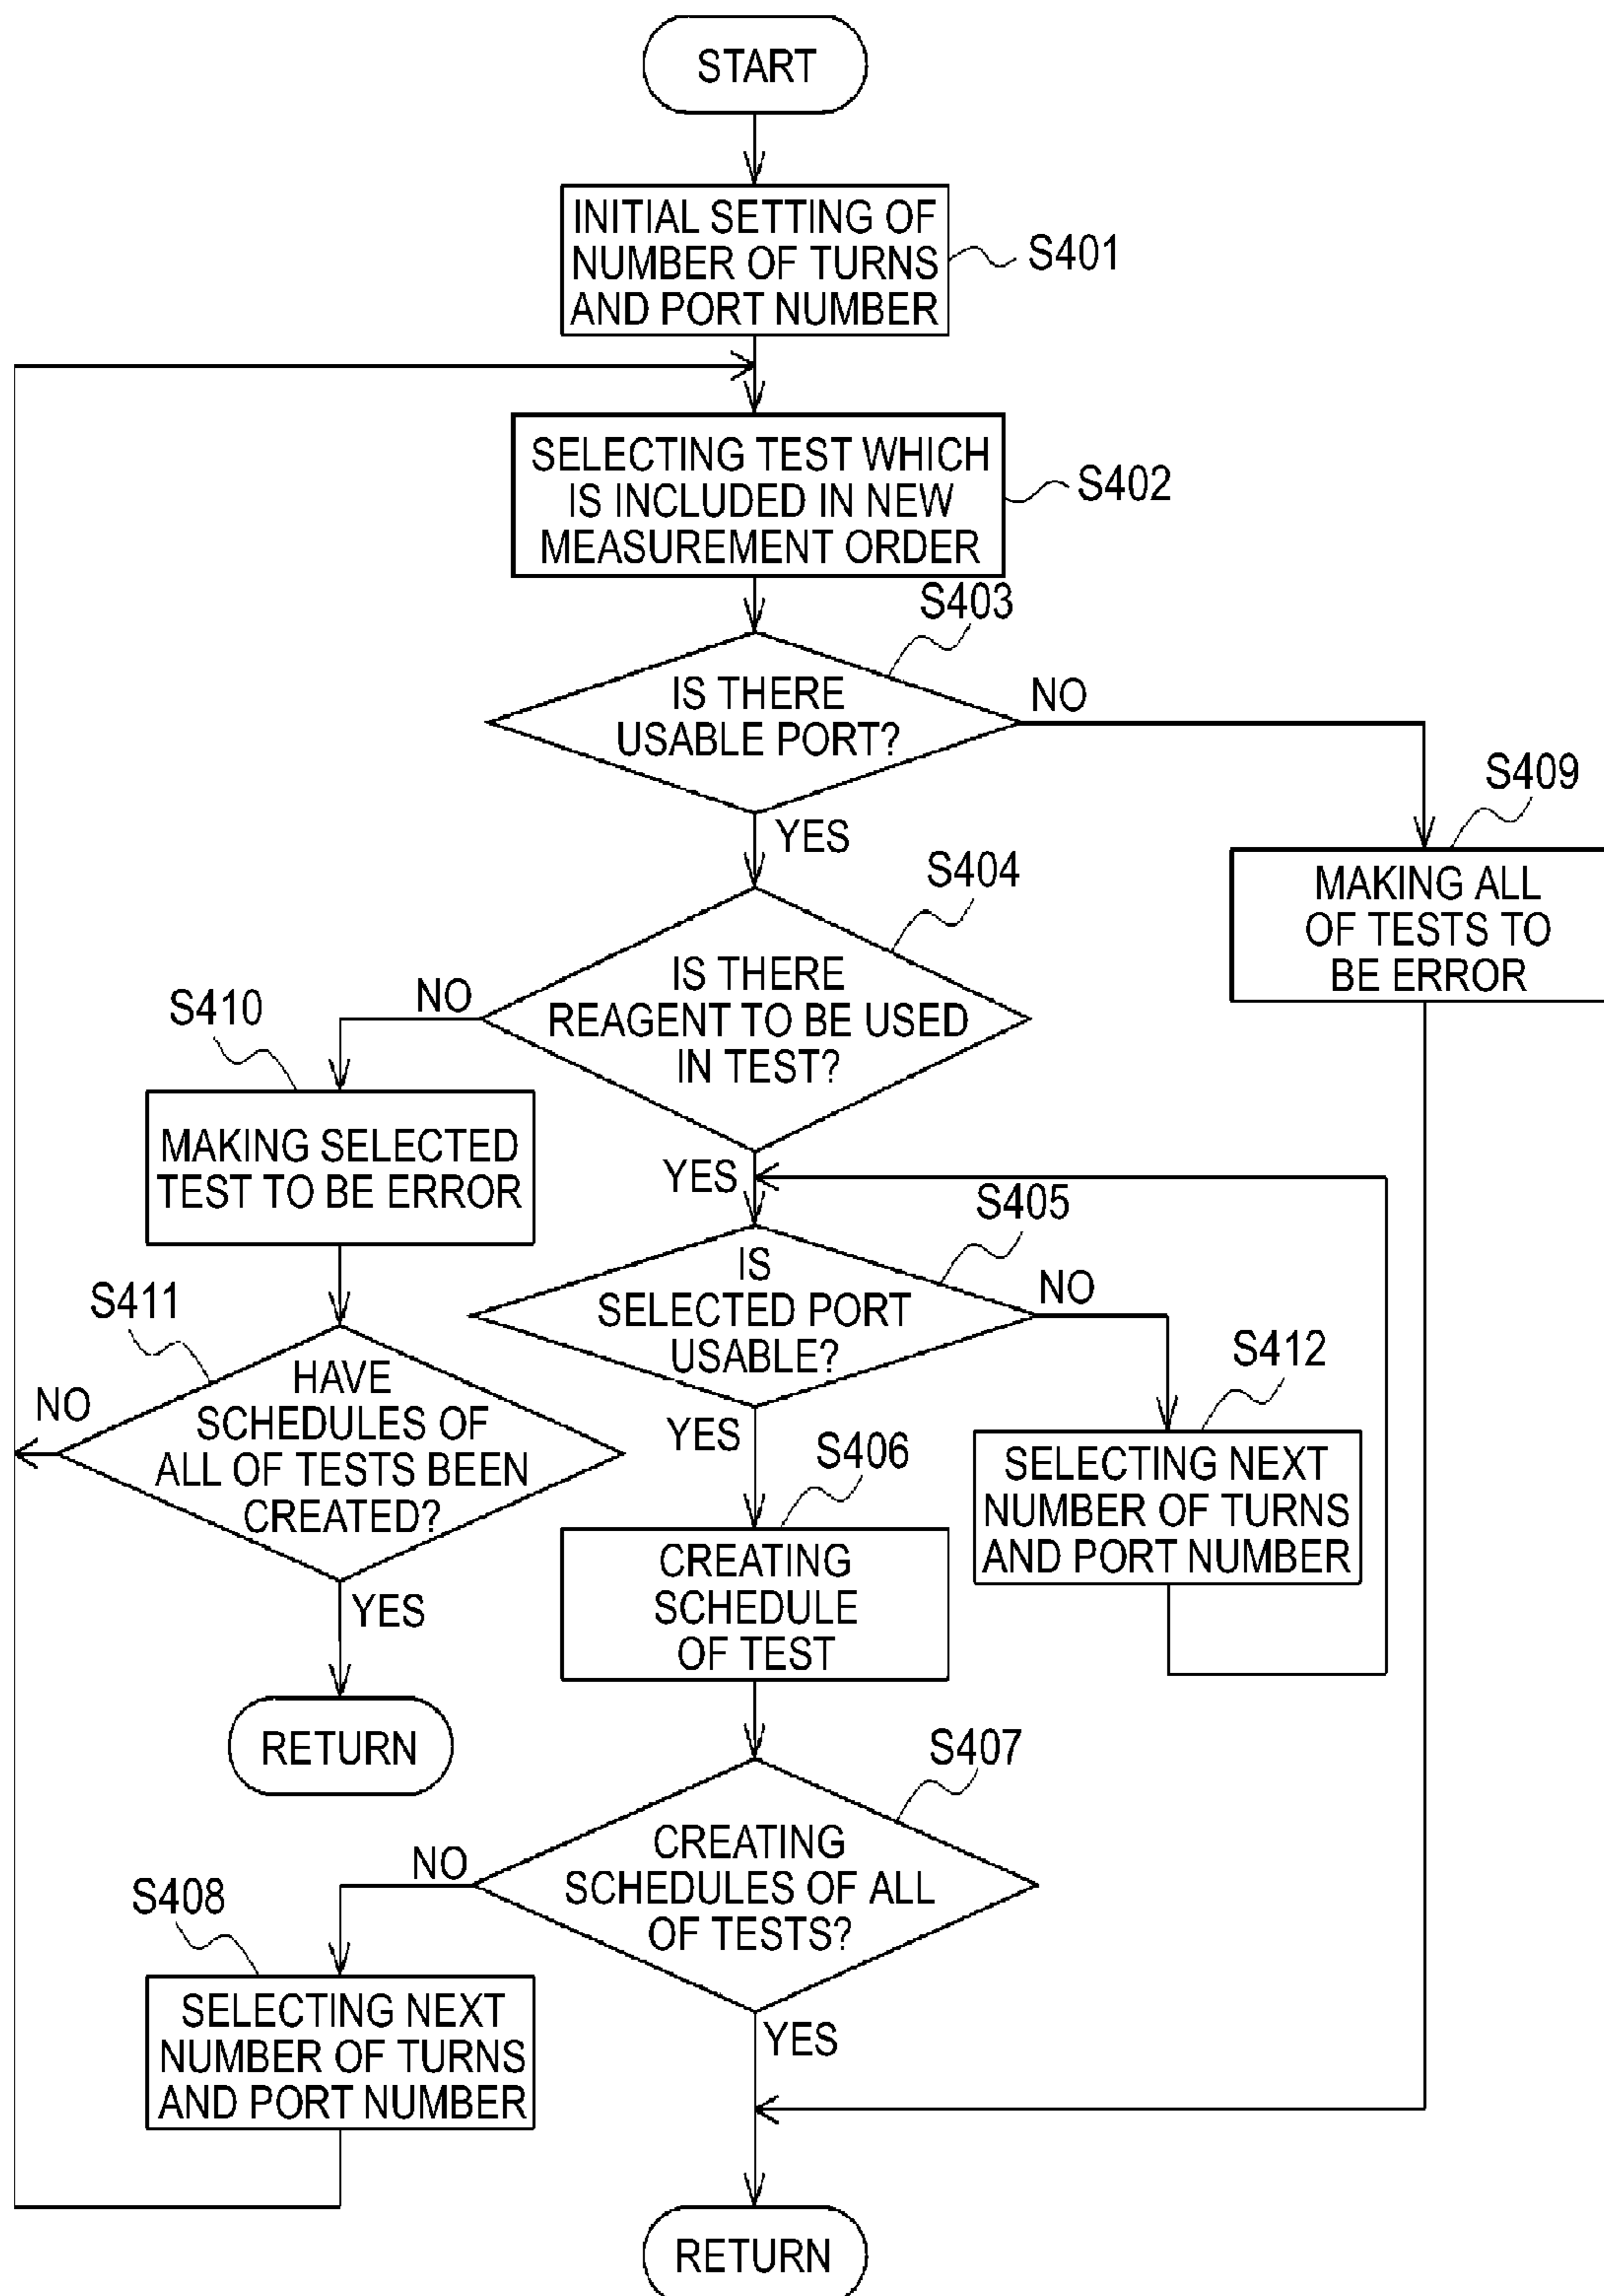 START
INITIAL SETTING OF
NUMBER OF TURNS
AND PORT NUMBER
S401
SELECTING TEST WHICH
IS INCLUDED IN NEW
MEASUREMENT ORDER
S402
S403
IS THERE
USABLE PORT?
NO
YES
S409
MAKING ALL
OF TESTS TO
BE ERROR
S404
IS THERE
REAGENT TO BE USED
IN TEST?
NO
YES
S410
MAKING SELECTED
TEST TO BE ERROR
S405
IS
SELECTED PORT
USABLE?
NO
YES
S411
HAVE
SCHEDULES OF
ALL OF TESTS BEEN
CREATED?
NO
YES
RETURN
S412
SELECTING NEXT
NUMBER OF TURNS
AND PORT NUMBER
S406
CREATING
SCHEDULE
OF TEST
S407
CREATING
SCHEDULES OF ALL
OF TESTS?
NO
YES
S408
SELECTING NEXT
NUMBER OF TURNS
AND PORT NUMBER
RETURN